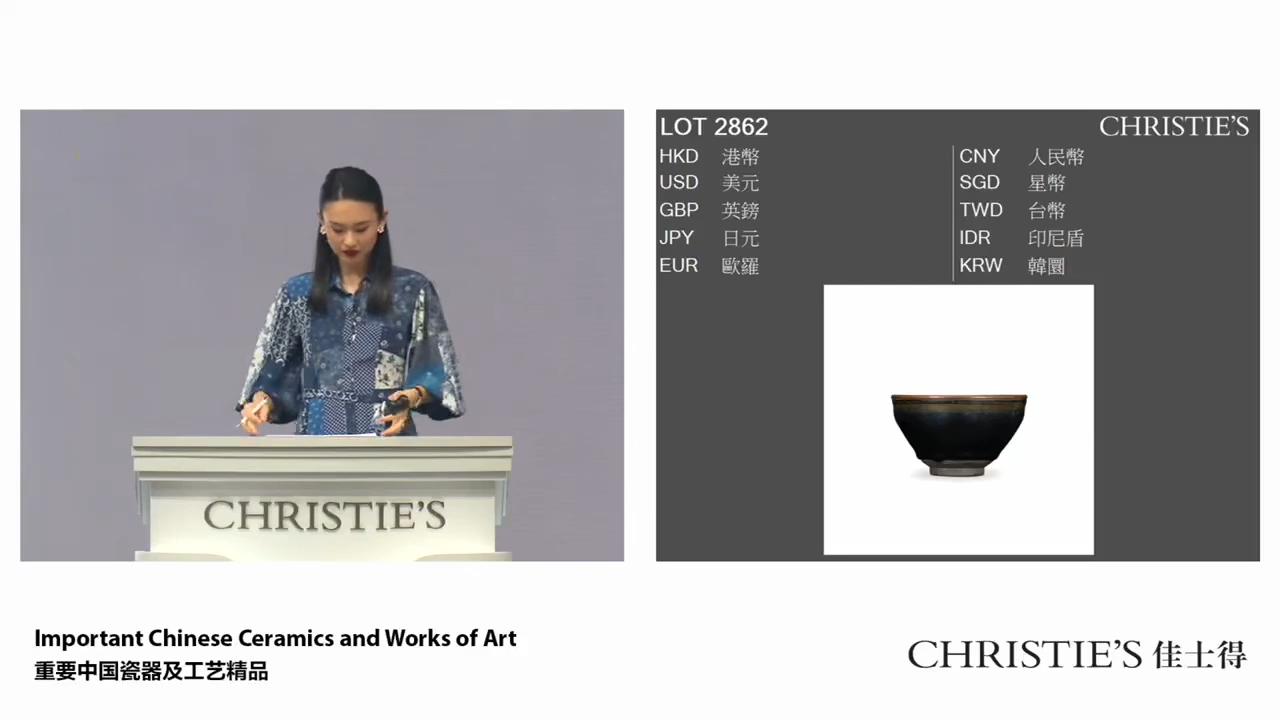 LOT 2862
CHRISTIE'S
HKD 港幣
CNY 人民幣
USD 美元
SGD 星幣
GBP 英鎊
TWD 台幣
JPY 日元
IDR 印尼盾
EUR 歐羅
KRW 韓圜
CHRISTIE'S
Important Chinese Ceramics and Works of Art
重要中国瓷器及工艺精品
CHRISTIE'S 佳士得